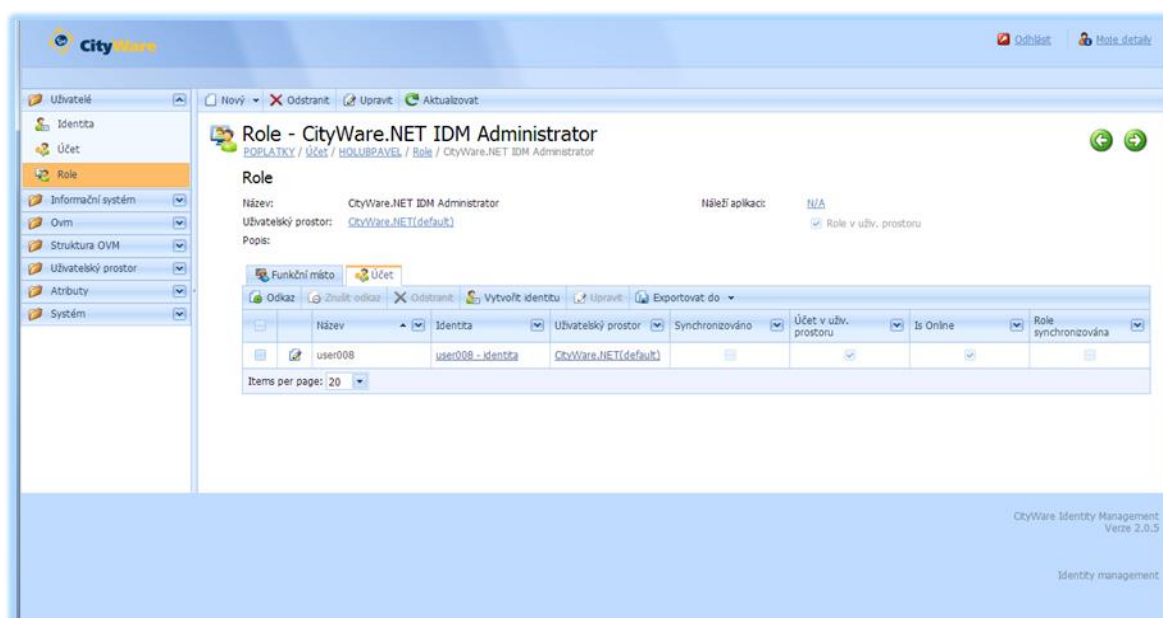 CityWare
Odhlásit Moje detaily
Uživatelé
Identita
Účet
Role
Informační systém
Ovm
Struktura OVM
Uživatelský prostor
Atributy
Systém
Nový Odstranit Upravit Aktualizovat
Role - CityWare.NET IDM Administrator
POPLATKY / Účet / HOLUBPAVEL / Role / CityWare.NET IDM Administrator
Role
Název: CityWare.NET IDM Administrator Náleží aplikaci: N/A
Uživatelský prostor: CityWare.NET(default) Role v uživ. prostoru
Popis:
Funkční místo Účet
Odkaz Zrušit odkaz Odstranit Vytvořit identitu Upravit Exportovat do
Název Identita Uživatelský prostor Synchronizováno Účet v uživ. prostoru Is Online Role synchronizována
user008 user008 - identita CityWare.NET(default)
Items per page: 20
CityWare Identity Management
Verze 2.0.5
Identity management